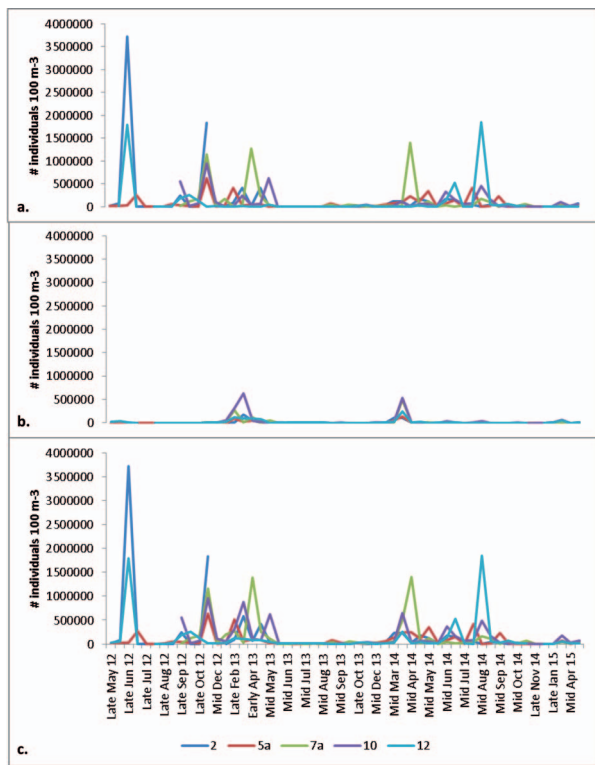 4000000
3500000
3000000
2500000
2000000
1500000
1000000
500000
0
# individuals 100 m-3
a.
4000000
3500000
3000000
2500000
2000000
1500000
1000000
500000
0
# individuals 100 m-3
b.
4000000
3500000
3000000
2500000
2000000
1500000
1000000
500000
0
# individuals 100 m-3
Late May 12
Late Jun 12
Late Jul 12
Late Aug 12
Late Sep 12
Late Oct 12
Mid Dec 12
Late Feb 13
Early Apr 13
Mid May 13
Mid Jun 13
Mid Jul 13
Mid Aug 13
Mid Sep 13
Late Oct 13
Mid Dec 13
Mid Mar 14
Mid Apr 14
Mid May 14
Mid Jun 14
Mid Jul 14
Mid Aug 14
Mid Sep 14
Mid Oct 14
Late Nov 14
Late Jan 15
Mid Apr 15
c.
2 5a 7a 10 12